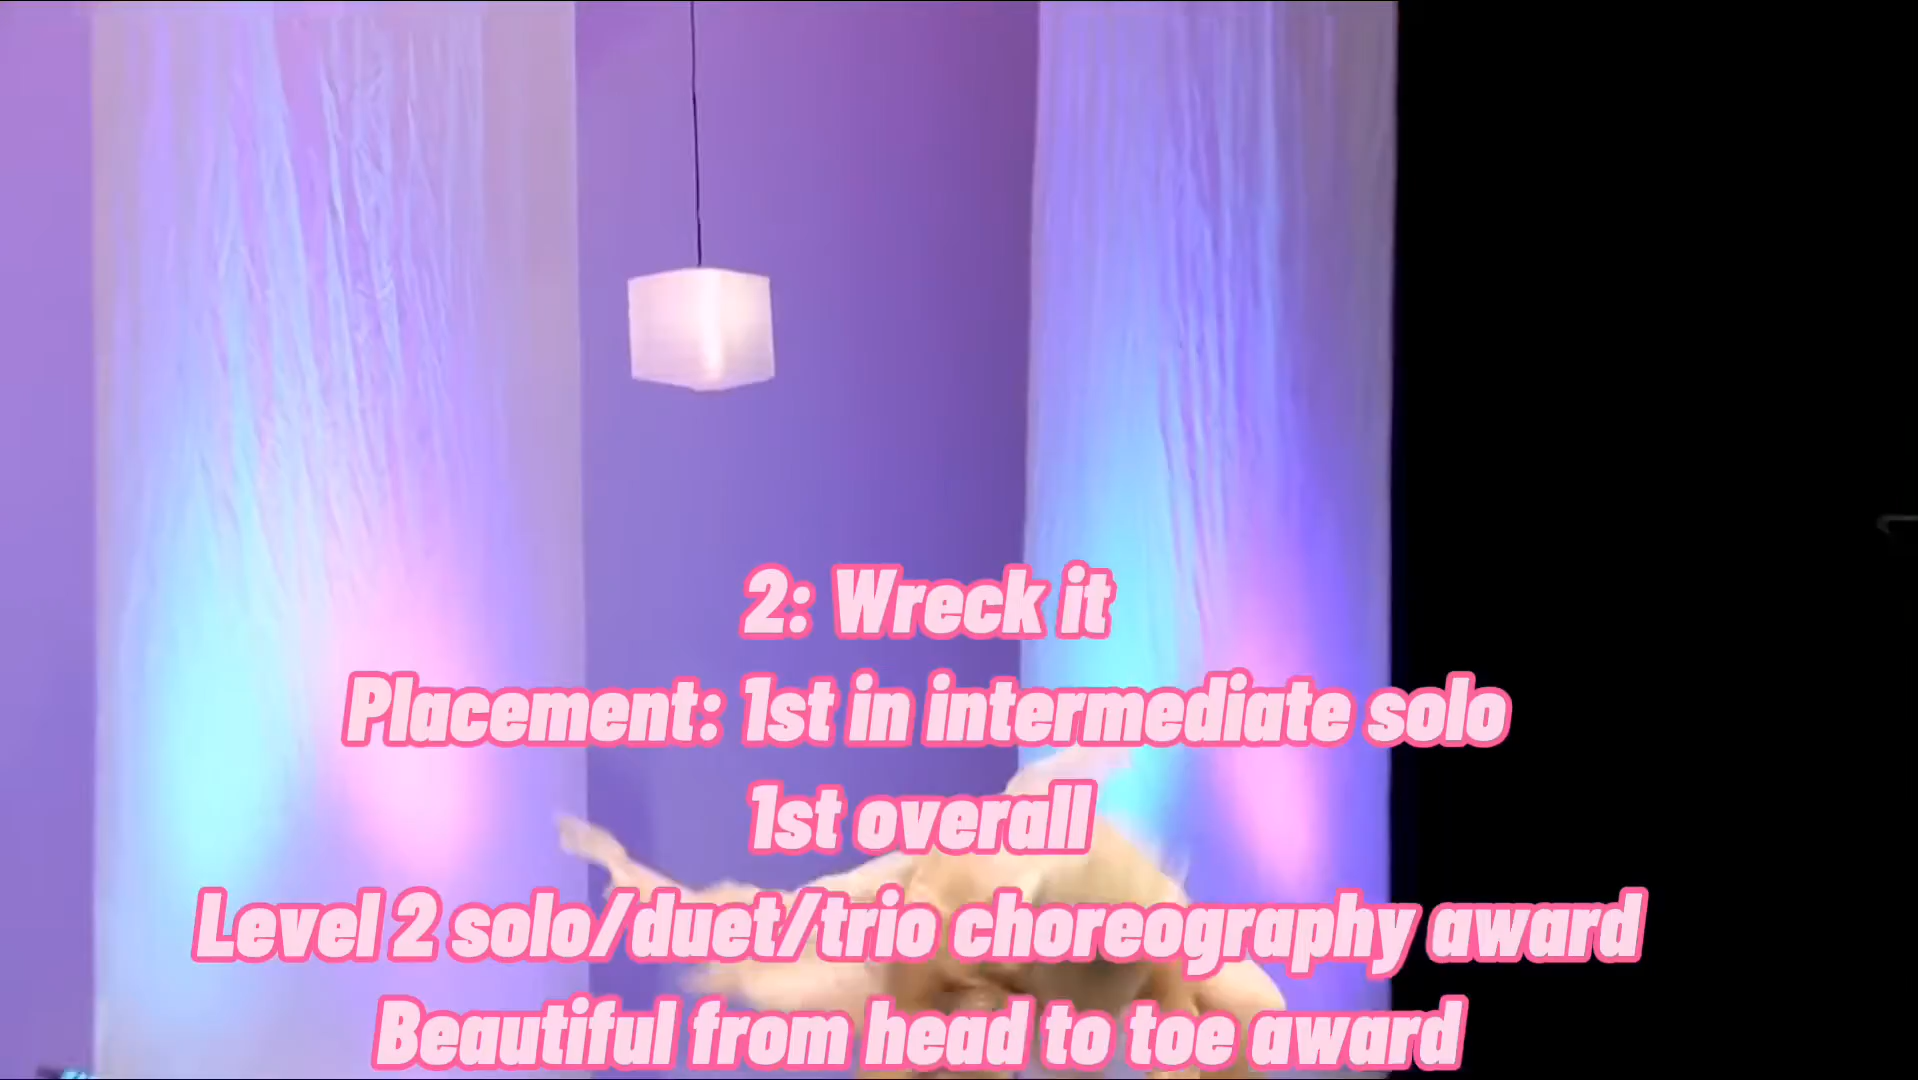 2: Wreck it
Placement: 1st in intermediate solo
1st overall
Level 2 solo/duet/trio choreography award
Beautiful from head to toe award